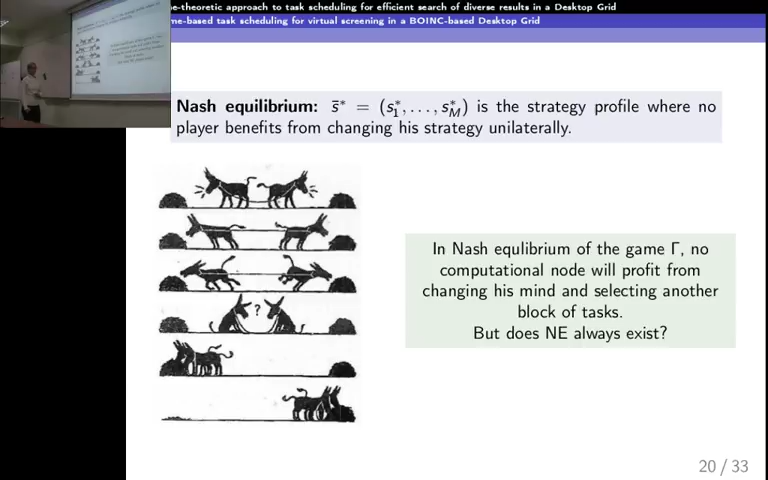 e-theoretic approach to task scheduling for efficient search of diverse results in a Desktop Grid
me-based task scheduling for virtual screening in a BOINC-based Desktop Grid
Nash equilibrium: s̄* = (s₁*, …, s_M*) is the strategy profile where no
player benefits from changing his strategy unilaterally.
?
In Nash equlibrium of the game Γ, no
computational node will profit from
changing his mind and selecting another
block of tasks.
But does NE always exist?
20 / 33